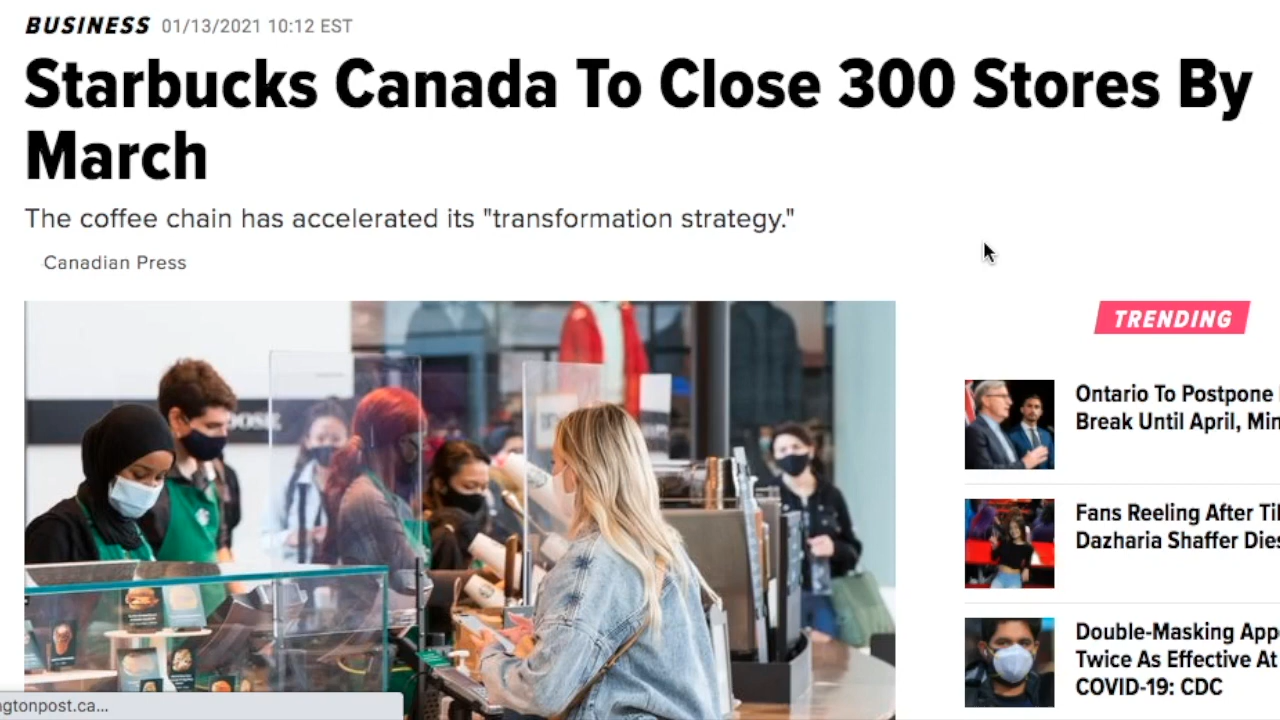 BUSINESS 01/13/2021 10:12 EST
Starbucks Canada To Close 300 Stores By
March
The coffee chain has accelerated its "transformation strategy."
Canadian Press
TRENDING
Ontario To Postpone
Break Until April,
Fans Reeling After
Dazharia Shaffer
Double-Masking
Twice As Effective At
COVID-19: CDC
gtonpost.ca...